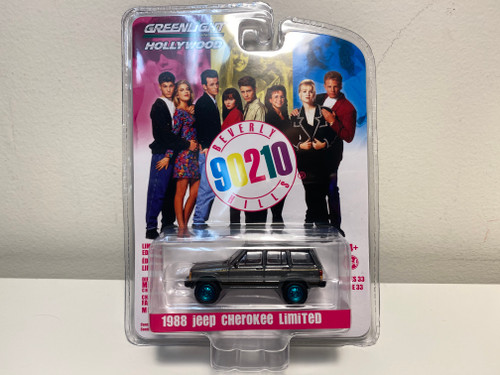 GREENLIGHT
HOLLYWOOD
BEVERLY
90210
HILLS
®
1988 Jeep CHEROKEE LIMITED